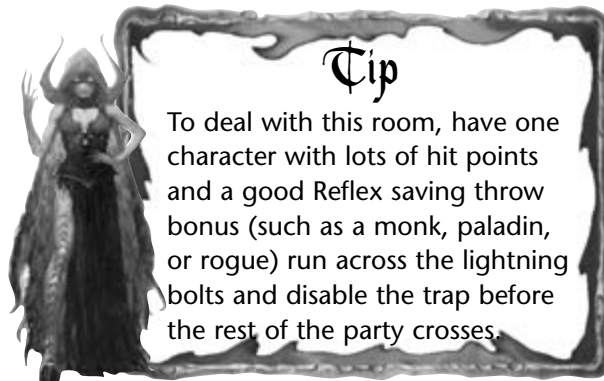 Tip
To deal with this room, have one
character with lots of hit points
and a good Reflex saving throw
bonus (such as a monk, paladin,
or rogue) run across the lightning
bolts and disable the trap before
the rest of the party crosses.